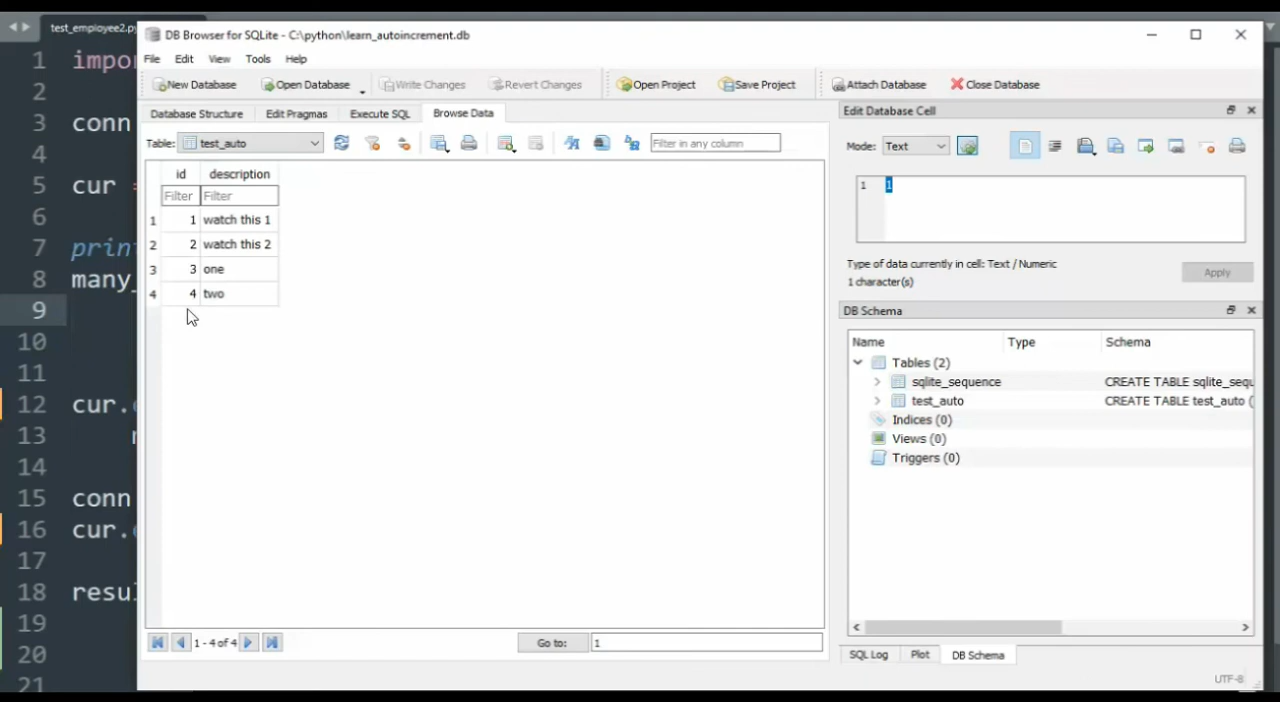 test_employee2.py
DB Browser for SQLite - C:\python\learn_autoincrement.db
File Edit View Tools Help
New Database Open Database Write Changes Revert Changes Open Project Save Project Attach Database Close Database
Database Structure Edit Pragmas Execute SQL Browse Data
Table: test_auto Filter in any column
id description
Filter Filter
1 1 watch this 1
2 2 watch this 2
3 3 one
4 4 two
1 - 4 of 4 Go to: 1
Edit Database Cell
Mode: Text
1 1
Type of data currently in cell: Text / Numeric
1 character(s)
Apply
DB Schema
Name Type Schema
Tables (2)
sqlite_sequence CREATE TABLE sqlite_sequ
test_auto CREATE TABLE test_auto (
Indices (0)
Views (0)
Triggers (0)
SQL Log Plot DB Schema
UTF-8
1 impo
2
3 conn
4
5 cur =
6
7 prin
8 many_
9
10
11
12 cur.
13
14
15 conn
16 cur.
17
18 resu
19
20
21